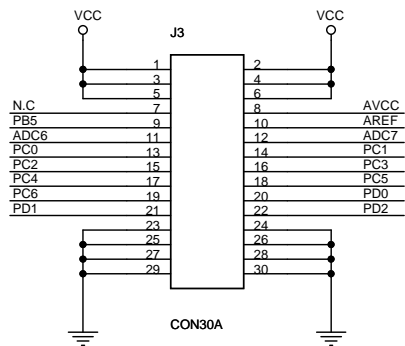 VCC VCC
J3
1 2
3 4
5 6
N.C 7 8 AVCC
PB5 9 10 AREF
ADC6 11 12 ADC7
PC0 13 14 PC1
PC2 15 16 PC3
PC4 17 18 PC5
PC6 19 20 PD0
PD1 21 22 PD2
23 24
25 26
27 28
29 30
CON30A